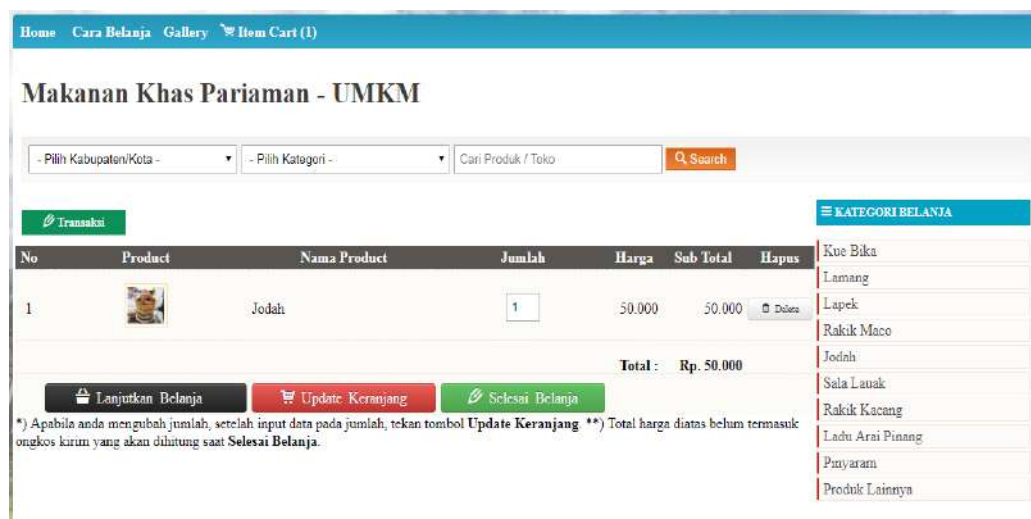 Home Cara Belanja Gallery Item Cart (1)
Makanan Khas Pariaman - UMKM
- Pilih Kabupaten/Kota - - Pilih Kategori - Cari Produk / Toko Search
Transaksi
No Product Nama Product Jumlah Harga Sub Total Hapus
1 Jodah 1 50.000 50.000 Delete
Total : Rp. 50.000
Lanjutkan Belanja Update Keranjang Selesai Belanja
*) Apabila anda mengubah jumlah, setelah input data pada jumlah, tekan tombol Update Keranjang. **) Total harga diatas belum termasuk
ongkos kirim yang akan dihitung saat Selesai Belanja.
KATEGORI BELANJA
Kue Bika
Lamang
Lapek
Rakik Maco
Jodah
Sala Lauak
Rakik Kacang
Ladu Arai Pinang
Pinyaram
Produk Lainnya